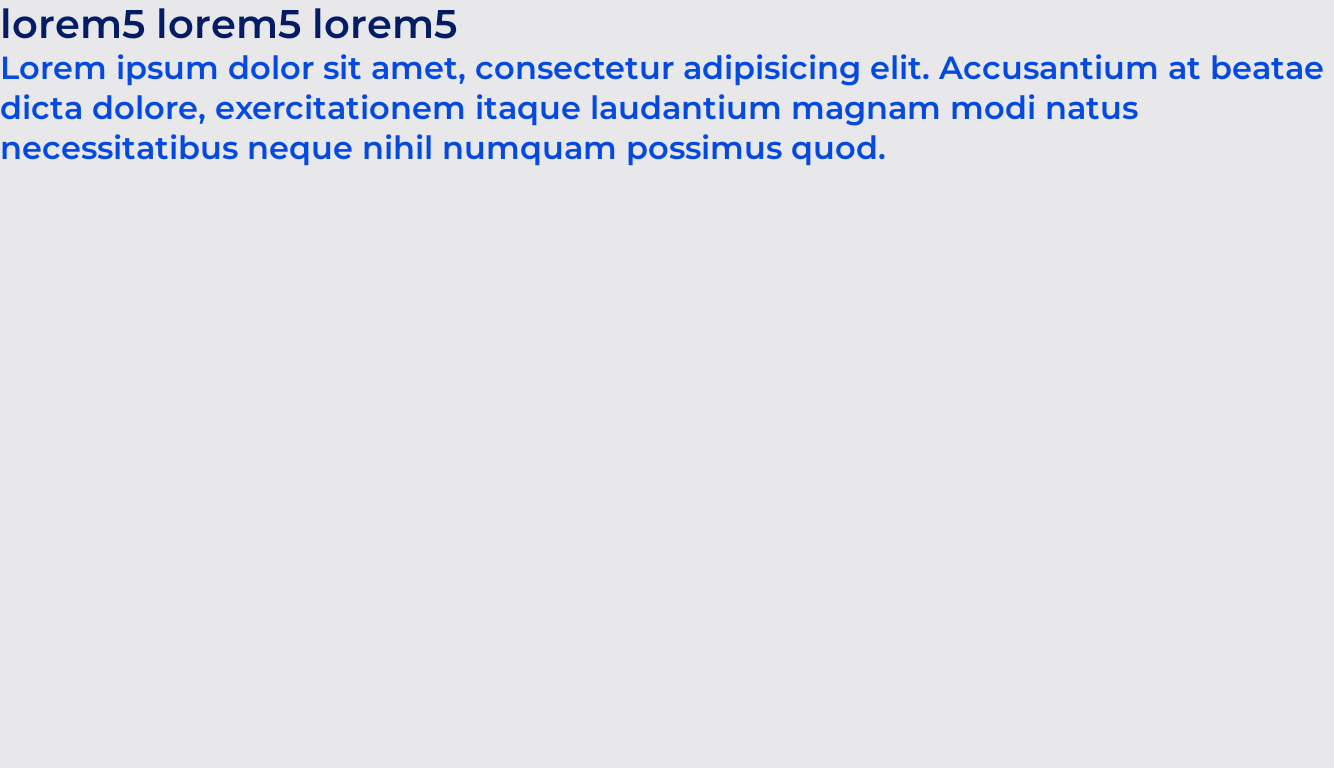 lorem5 lorem5 lorem5
Lorem ipsum dolor sit amet, consectetur adipisicing elit. Accusantium at beatae
dicta dolore, exercitationem itaque laudantium magnam modi natus
necessitatibus neque nihil numquam possimus quod.